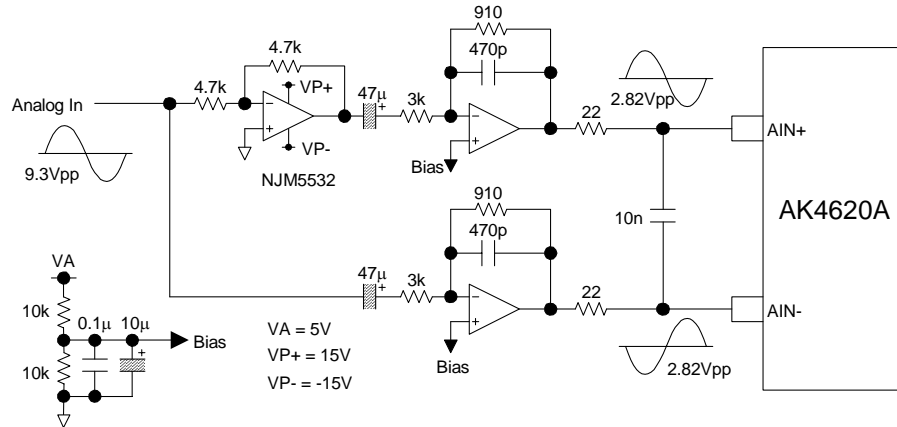 910
4.7k
470p
4.7k
VP+
47μ
3k
2.82Vpp
22
Analog In
AIN+
VP-
Bias
9.3Vpp
NJM5532
910
10n
AK4620A
470p
VA
47μ
3k
22
AIN-
10k
0.1μ
10μ
Bias
VA = 5V
Bias
10k
VP+ = 15V
2.82Vpp
VP- = -15V